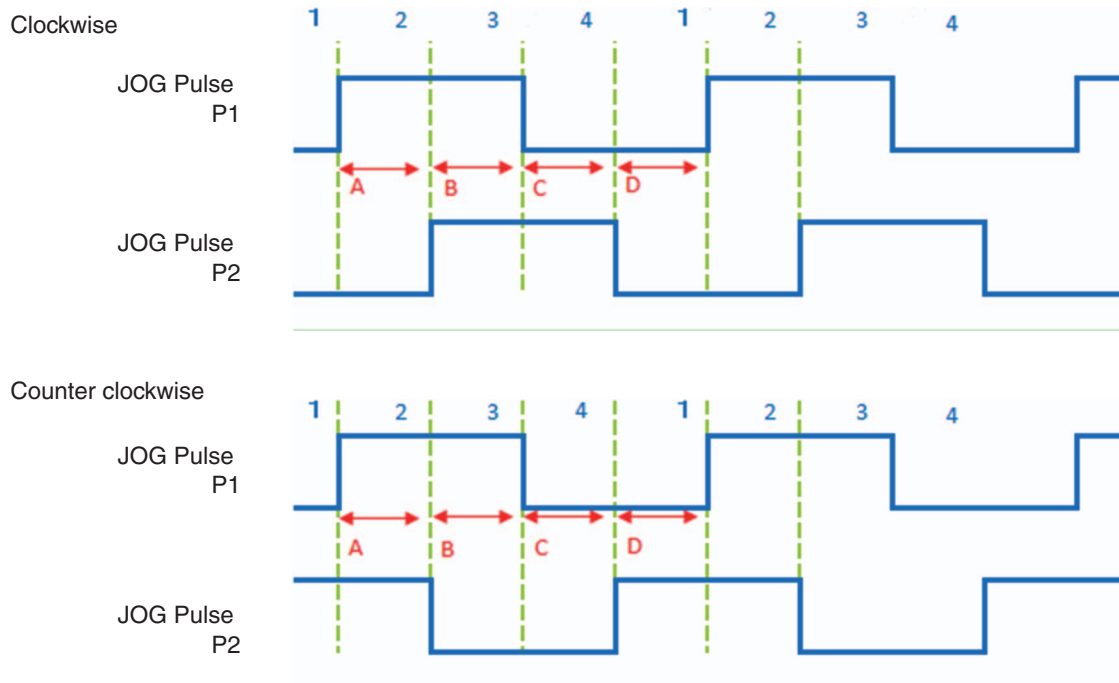 Clockwise
1 2 3 4 1 2 3 4
JOG Pulse
P1
A B C D
JOG Pulse
P2
Counter clockwise
1 2 3 4 1 2 3 4
JOG Pulse
P1
A B C D
JOG Pulse
P2